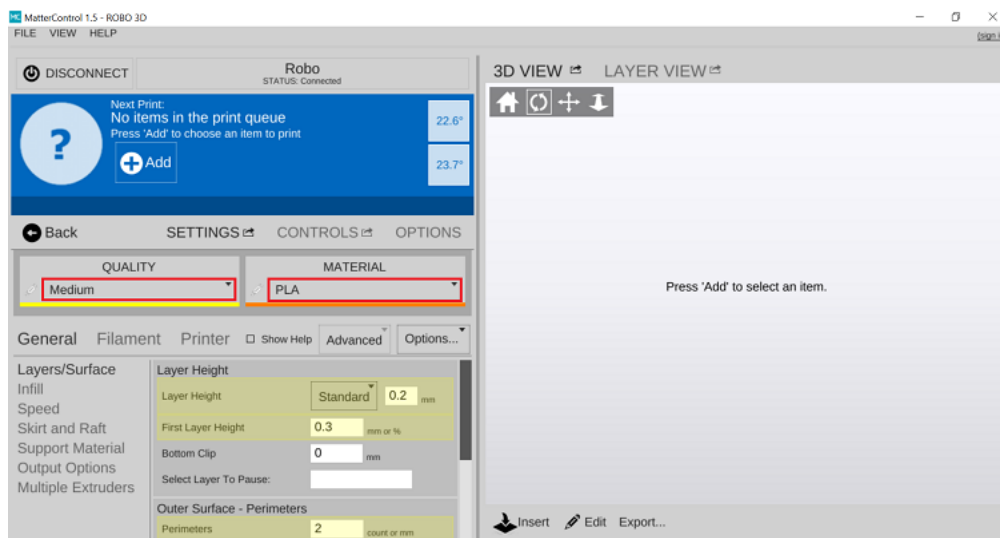 MC MatterControl 1.5 - ROBO 3D
FILE VIEW HELP
(sign i
DISCONNECT
Robo
STATUS: Connected
Next Print:
No items in the print queue
Press 'Add' to choose an item to print
Add
22.6°
23.7°
Back SETTINGS CONTROLS OPTIONS
QUALITY
Medium
MATERIAL
PLA
General Filament Printer Show Help Advanced Options...
Layers/Surface
Infill
Speed
Skirt and Raft
Support Material
Output Options
Multiple Extruders
Layer Height
Layer Height Standard 0.2 mm
First Layer Height 0.3 mm or %
Bottom Clip 0 mm
Select Layer To Pause:
Outer Surface - Perimeters
Perimeters 2 count or mm
3D VIEW LAYER VIEW
Press 'Add' to select an item.
Insert Edit Export...